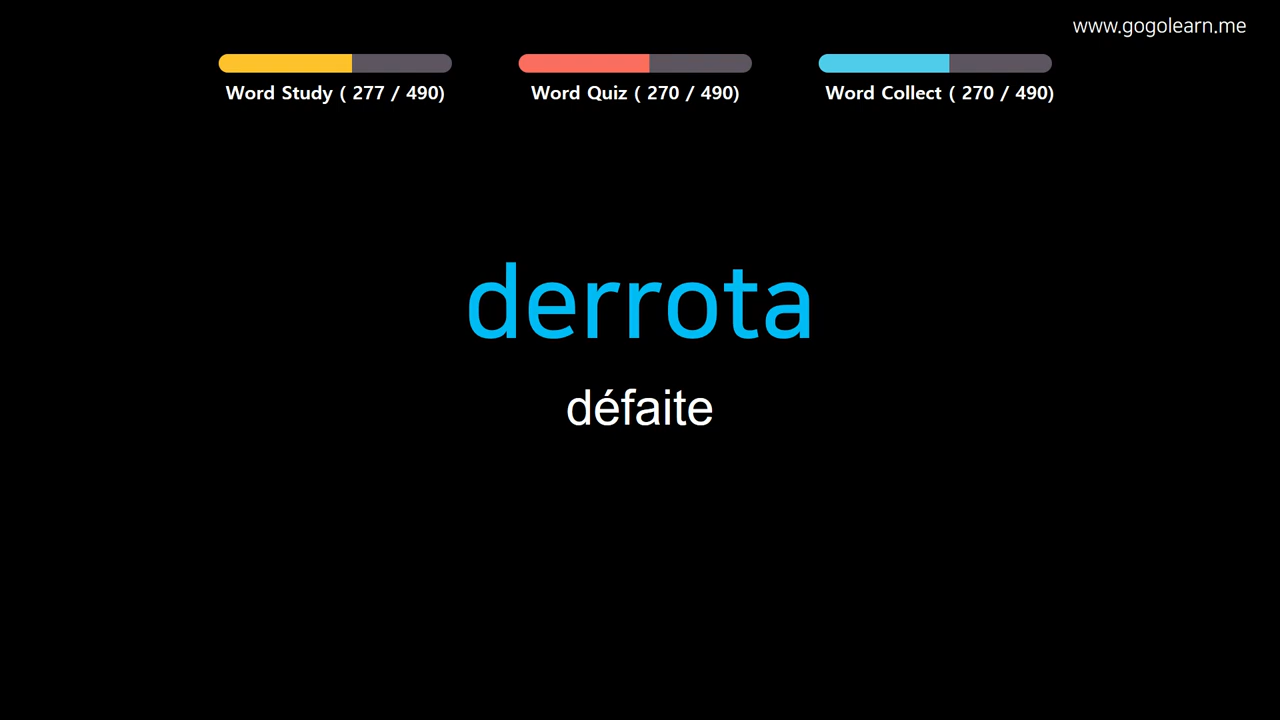 www.gogolearn.me
Word Study ( 277 / 490)
Word Quiz ( 270 / 490)
Word Collect ( 270 / 490)
derrota
défaite